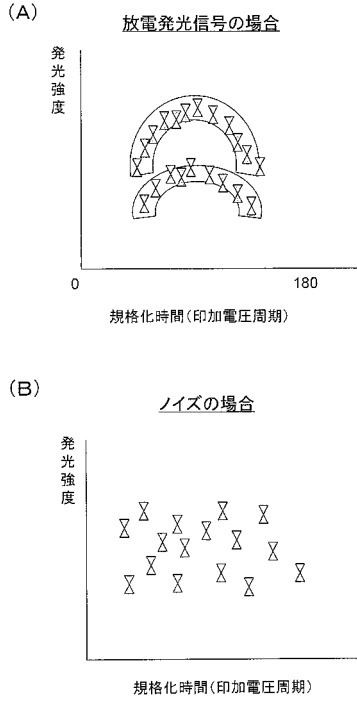 (A)
放電発光信号の場合
発光強度
0
180
規格化時間(印加電圧周期)
(B)
ノイズの場合
発光強度
規格化時間(印加電圧周期)